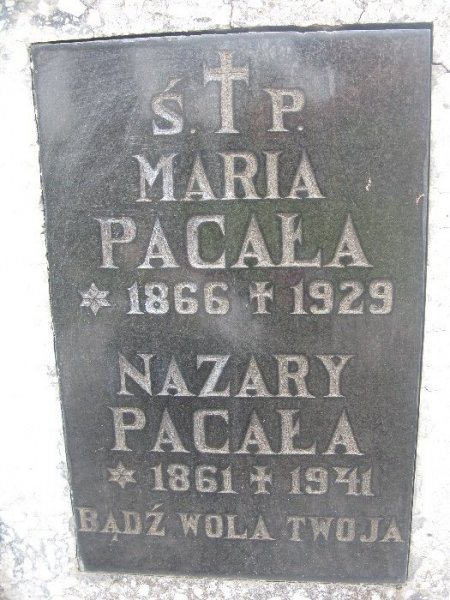 Ś. † P.
MARIA
PACAŁA
* 1866 † 1929
NAZARY
PACAŁA
* 1861 † 1941
BĄDŹ WOLA TWOJA